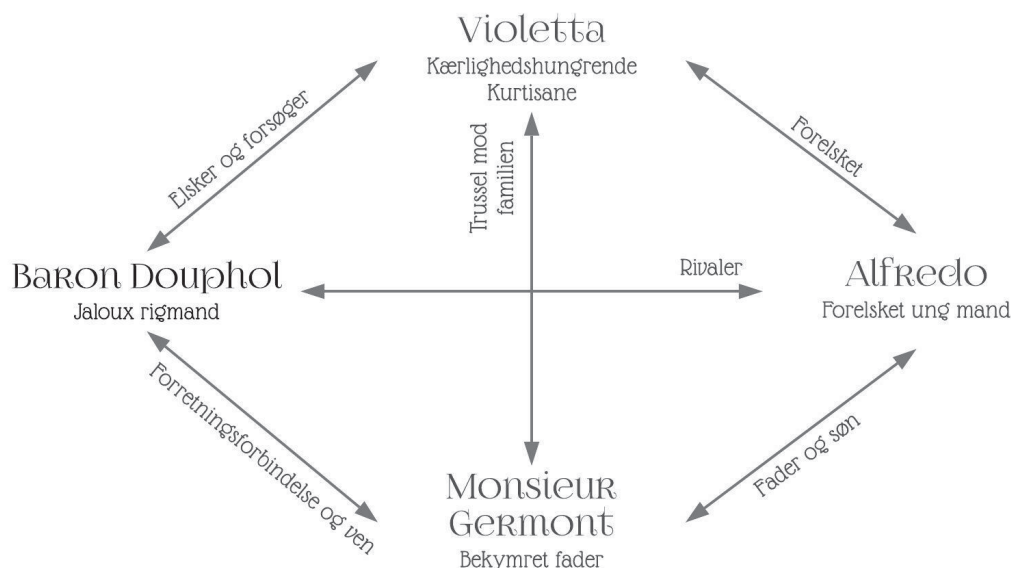 Violetta
Kærlighedshungrende
Kurtisane
Elsker og forsøger
Trussel mod
familien
Forelsket
Baron Douphol
Jaloux rigmand
Rivaler
Alfredo
Forelsket ung mand
Forretningsforbindelse og ven
Fader og søn
Monsieur
Germont
Bekymret fader